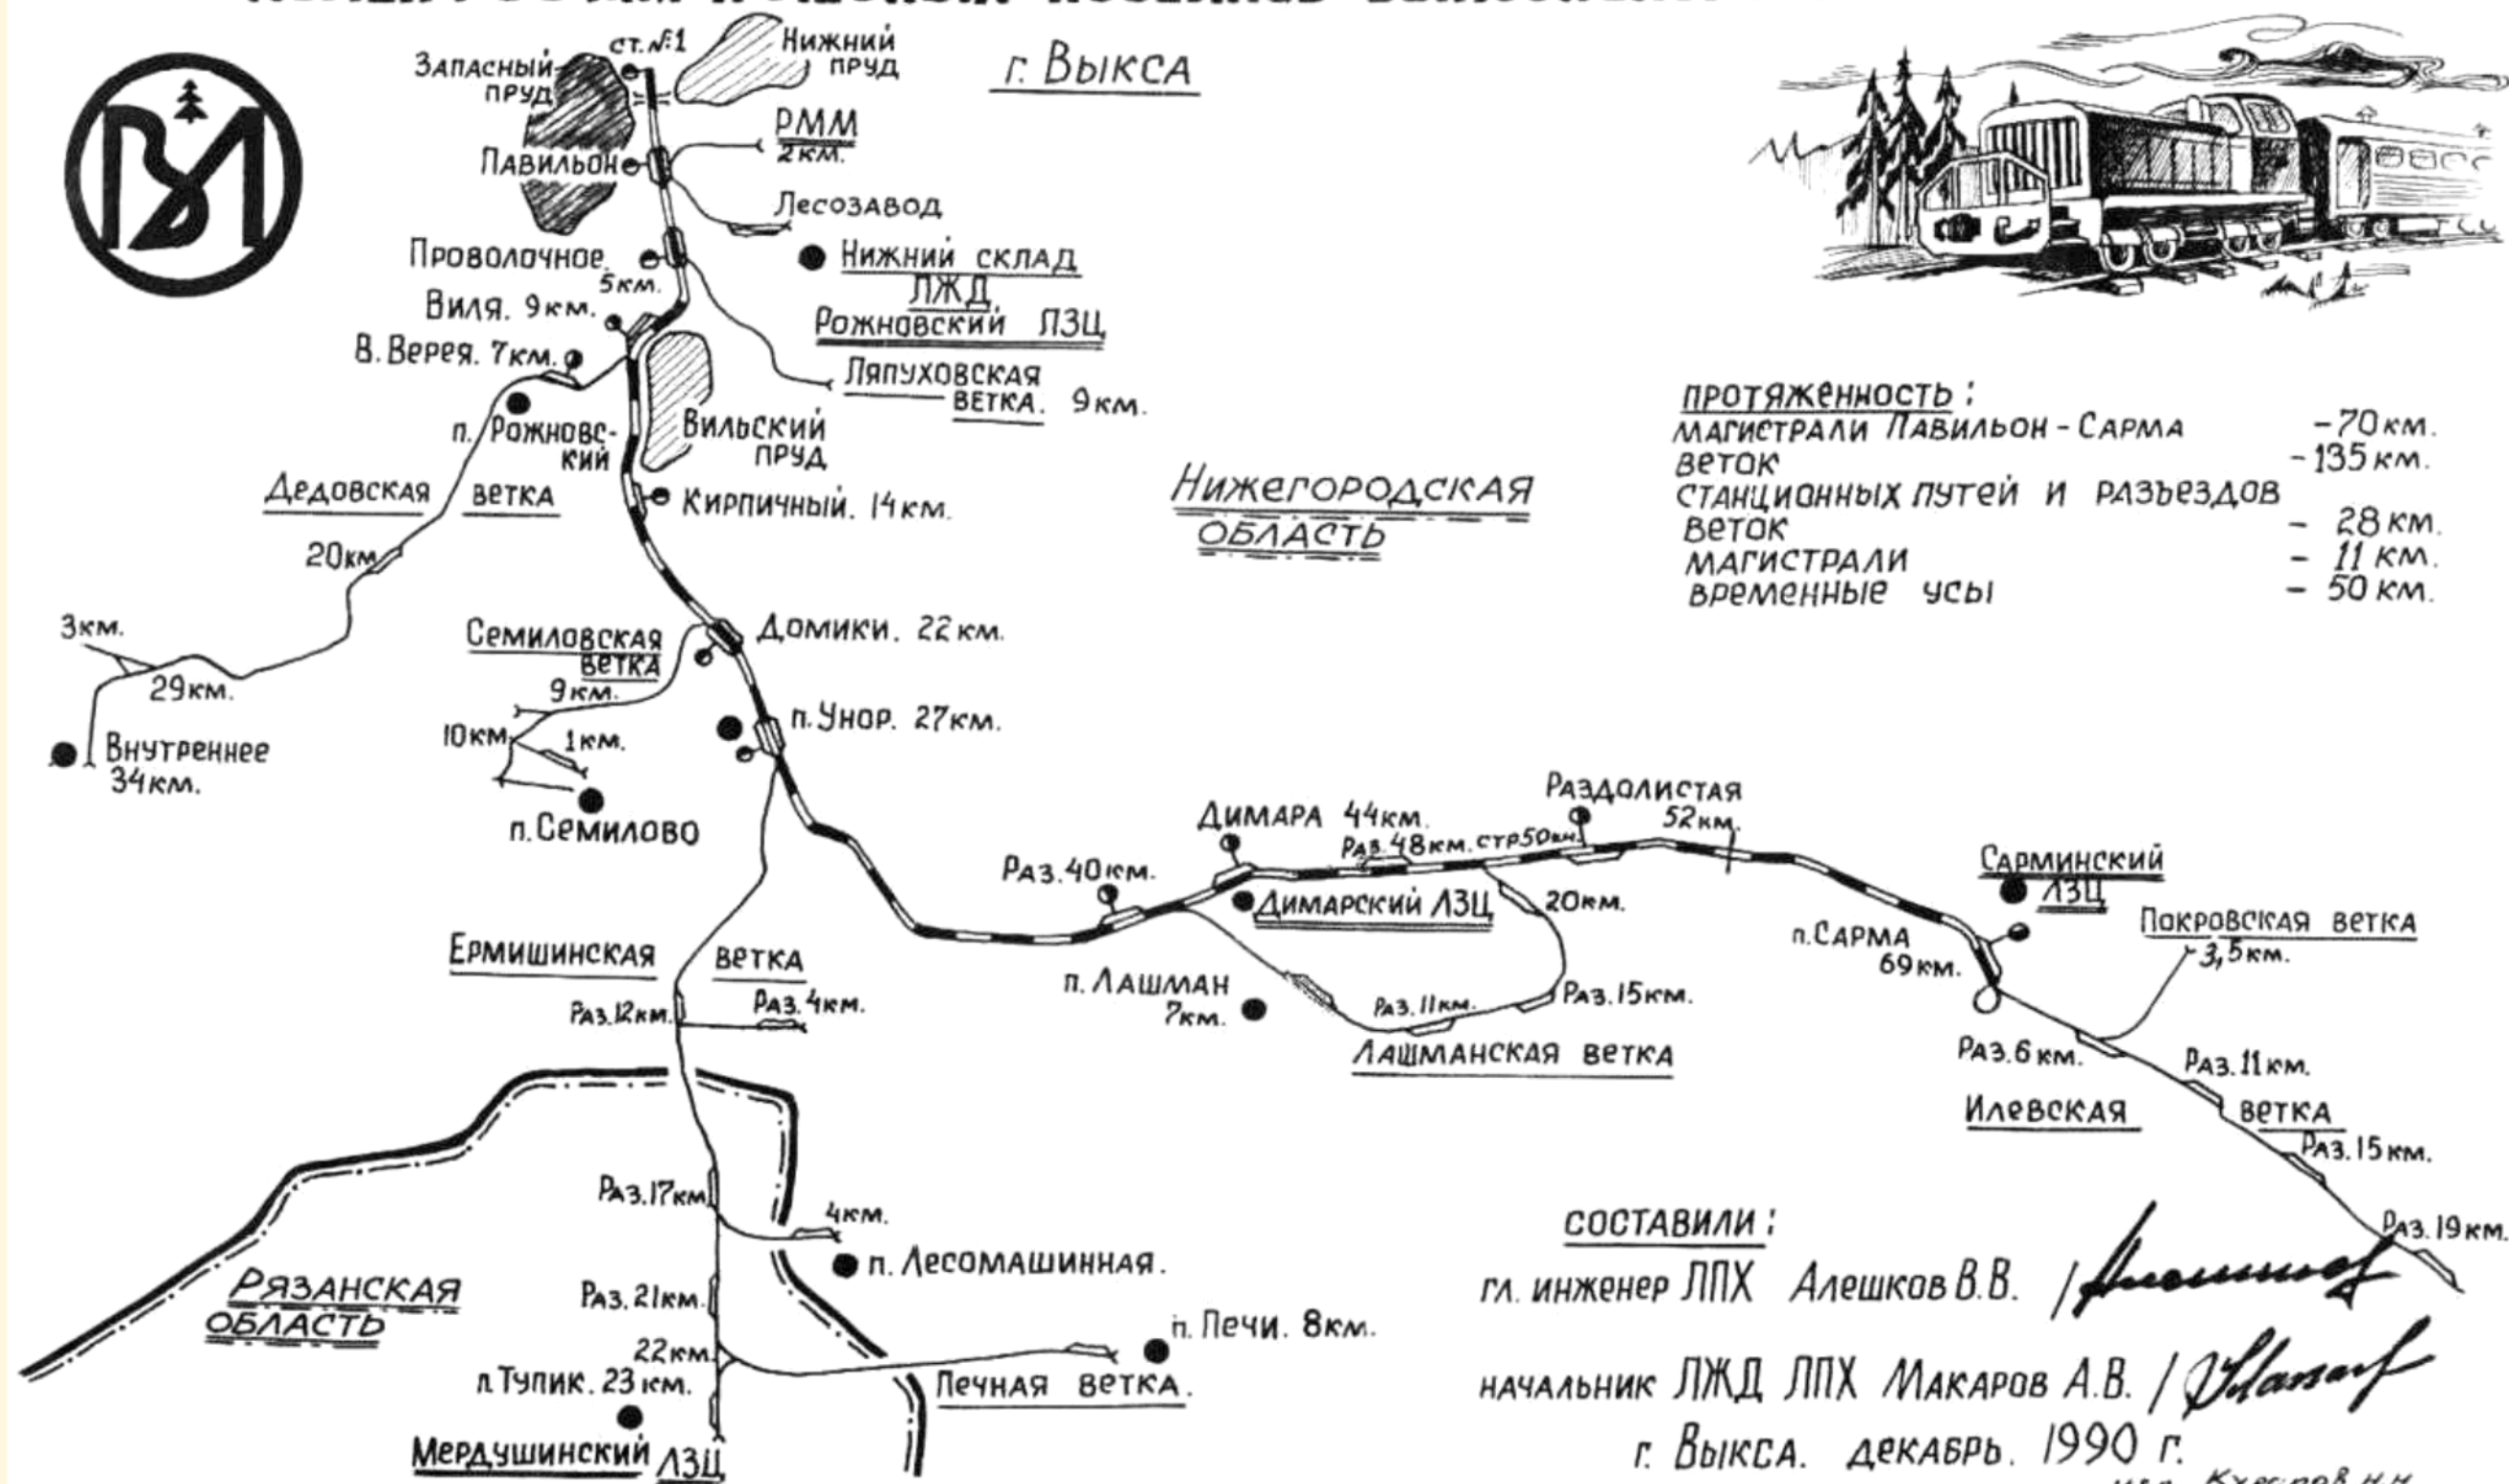 ст. №1
Запасный
пруд
Нижний
пруд
г. Выкса
РММ
2км.
Павильон
Лесозавод
Проволочное
5км.
Нижний склад
ЛЖД
Рожновский ЛЗЦ
Виля. 9км.
В. Верея. 7км.
Ляпуховская
ветка. 9км.
п. Рожновс-
кий
Вильский
пруд
Дедовская ветка
Кирпичный. 14км.
20км
3км.
29км.
Внутреннее
34км.
Нижегородская
область
протяженность:
магистрали Павильон - Сарма - 70км.
веток - 135км.
станционных путей и разъездов
веток - 28км.
магистрали - 11км.
временные усы - 50км.
Семиловская
ветка
9км.
Домики. 22км.
10км
1км.
п. Семилово
п. Унор. 27км.
Раз. 40км.
Димара 44км.
Раз. 48км.
стр 50км.
Раздолистая
52км.
Димарский ЛЗЦ
20км.
п. Лашман
7км.
Раз. 11км.
Раз. 15км.
Лашманская ветка
Сарминский
ЛЗЦ
п. Сарма
69км.
Покровская ветка
3,5км.
Раз. 6км.
Раз. 11км.
Илевская ветка
Раз. 15км.
Раз. 19км.
Ермишинская ветка
Раз. 12км.
Раз. 4км.
Раз. 17км
4км.
п. Лесомашинная.
Рязанская
область
Раз. 21км.
22км.
п. Печи. 8км.
п. Тупик. 23км.
Печная ветка.
Мердушинский ЛЗЦ
составили:
гл. инженер ЛПХ Алешков В.В. /
начальник ЛЖД ЛПХ Макаров А.В. /
г. Выкса. декабрь. 1990 г.